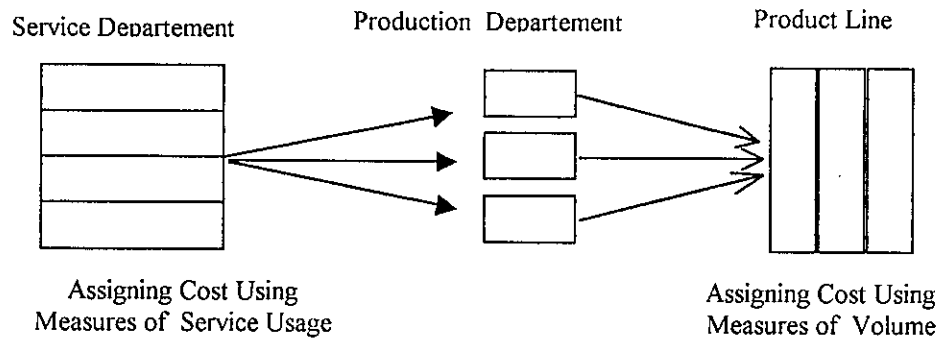 Service Departement
Production Departement
Product Line
Assigning Cost Using
Measures of Service Usage
Assigning Cost Using
Measures of Volume